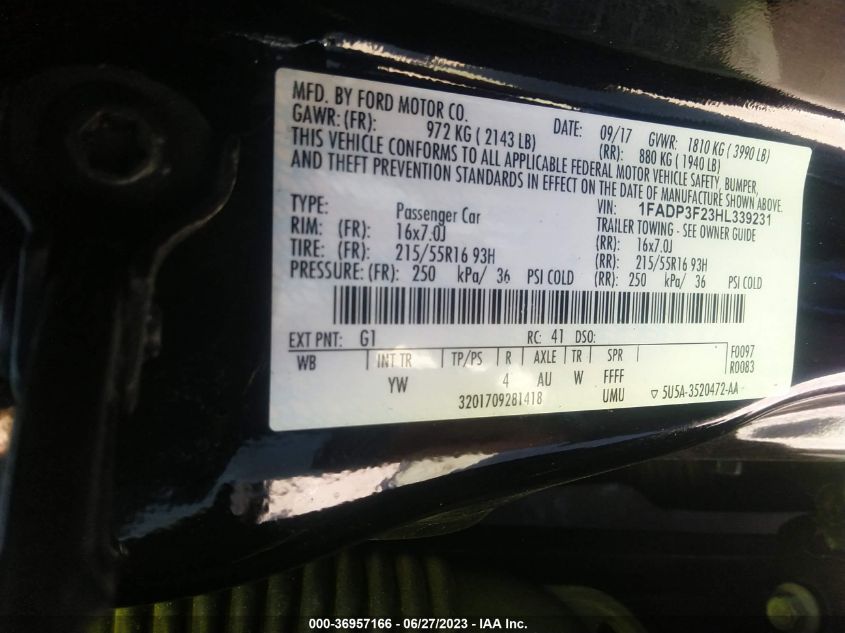 MFD. BY FORD MOTOR CO.
DATE: 09/17 GVWR: 1810 KG ( 3990 LB)
GAWR: (FR): 972 KG ( 2143 LB) (RR): 880 KG ( 1940 LB)
THIS VEHICLE CONFORMS TO ALL APPLICABLE FEDERAL MOTOR VEHICLE SAFETY, BUMPER,
AND THEFT PREVENTION STANDARDS IN EFFECT ON THE DATE OF MANUFACTURE SHOWN ABOVE.
VIN: 1FADP3F23HL339231
TYPE: Passenger Car TRAILER TOWING - SEE OWNER GUIDE
RIM: (FR): 16x7.0J (RR): 16x7.0J
TIRE: (FR): 215/55R16 93H (RR): 215/55R16 93H
PRESSURE: (FR): 250 kPa/ 36 PSI COLD (RR): 250 kPa/ 36 PSI COLD
EXT PNT: G1 RC: 41 DSO: F0097
WB INT TR TP/PS R AXLE TR SPR R0083
YW 4 AU W FFFF
3201709281418 UMU ▽ 5U5A-3520472-AA
000-36957166 - 06/27/2023 - IAA Inc.